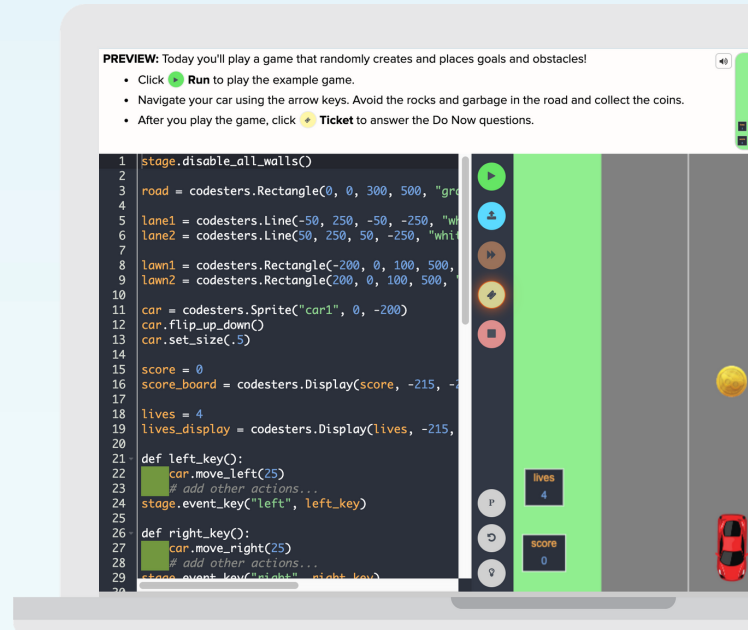 PREVIEW: Today you'll play a game that randomly creates and places goals and obstacles!
• Click Run to play the example game.
• Navigate your car using the arrow keys. Avoid the rocks and garbage in the road and collect the coins.
• After you play the game, click Ticket to answer the Do Now questions.
1 stage.disable_all_walls()
2
3 road = codesters.Rectangle(0, 0, 300, 500, "gr
4
5 lane1 = codesters.Line(-50, 250, -50, -250, "wh
6 lane2 = codesters.Line(50, 250, 50, -250, "whit
7
8 lawn1 = codesters.Rectangle(-200, 0, 100, 500,
9 lawn2 = codesters.Rectangle(200, 0, 100, 500,
10
11 car = codesters.Sprite("car1", 0, -200)
12 car.flip_up_down()
13 car.set_size(.5)
14
15 score = 0
16 score_board = codesters.Display(score, -215,
17
18 lives = 4
19 lives_display = codesters.Display(lives, -215,
20
21 def left_key():
22 car.move_left(25)
23 # add other actions...
24 stage.event_key("left", left_key)
25
26 def right_key():
27 car.move_right(25)
28 # add other actions...
29 stage.event_key("right", right_key)
P
lives
4
score
0